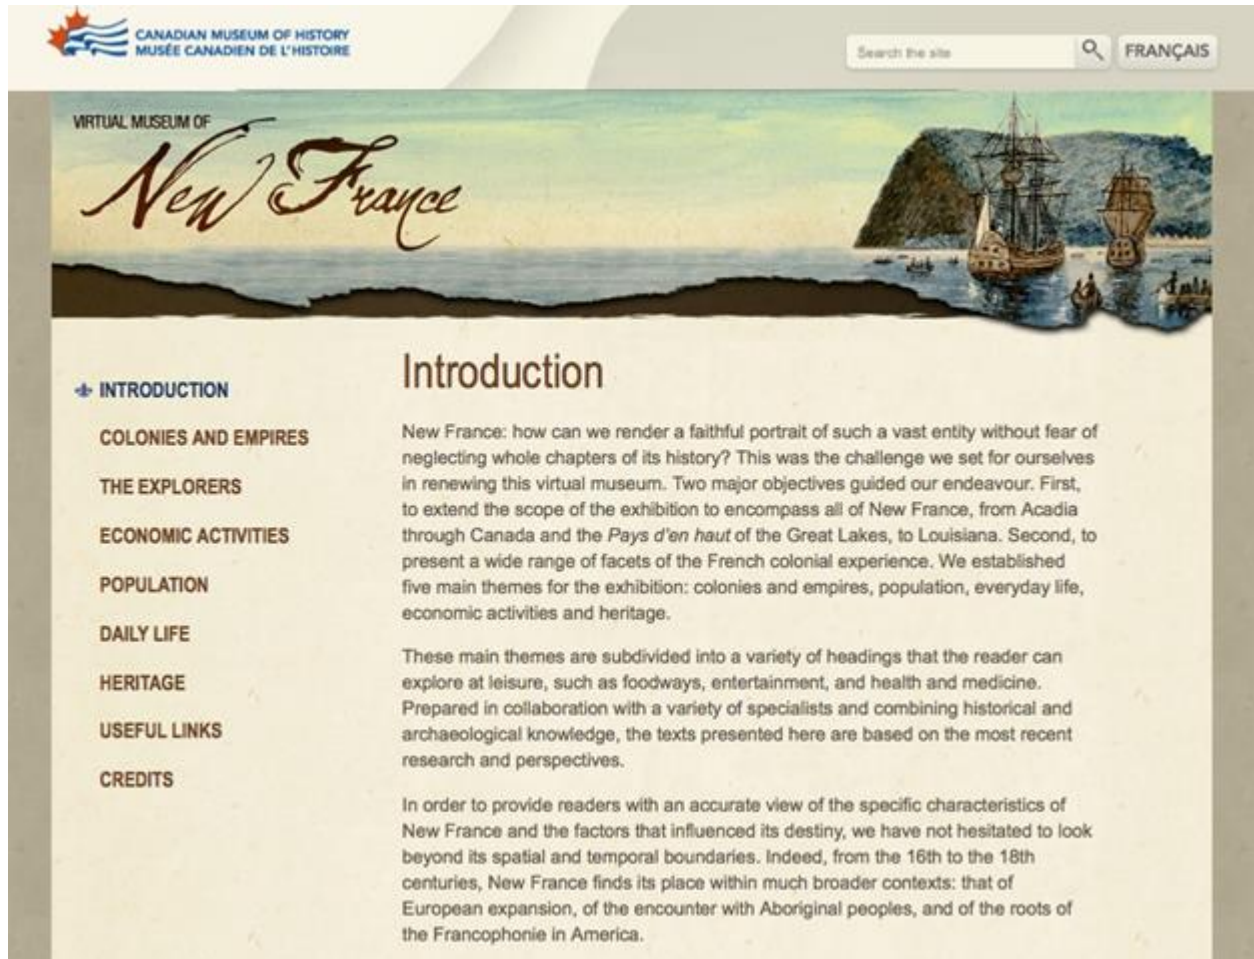 CANADIAN MUSEUM OF HISTORY
MUSÉE CANADIEN DE L'HISTOIRE
Search the site
FRANÇAIS
VIRTUAL MUSEUM OF
New France
INTRODUCTION
COLONIES AND EMPIRES
THE EXPLORERS
ECONOMIC ACTIVITIES
POPULATION
DAILY LIFE
HERITAGE
USEFUL LINKS
CREDITS
Introduction
New France: how can we render a faithful portrait of such a vast entity without fear of
neglecting whole chapters of its history? This was the challenge we set for ourselves
in renewing this virtual museum. Two major objectives guided our endeavour. First,
to extend the scope of the exhibition to encompass all of New France, from Acadia
through Canada and the Pays d'en haut of the Great Lakes, to Louisiana. Second, to
present a wide range of facets of the French colonial experience. We established
five main themes for the exhibition: colonies and empires, population, everyday life,
economic activities and heritage.
These main themes are subdivided into a variety of headings that the reader can
explore at leisure, such as foodways, entertainment, and health and medicine.
Prepared in collaboration with a variety of specialists and combining historical and
archaeological knowledge, the texts presented here are based on the most recent
research and perspectives.
In order to provide readers with an accurate view of the specific characteristics of
New France and the factors that influenced its destiny, we have not hesitated to look
beyond its spatial and temporal boundaries. Indeed, from the 16th to the 18th
centuries, New France finds its place within much broader contexts: that of
European expansion, of the encounter with Aboriginal peoples, and of the roots of
the Francophonie in America.